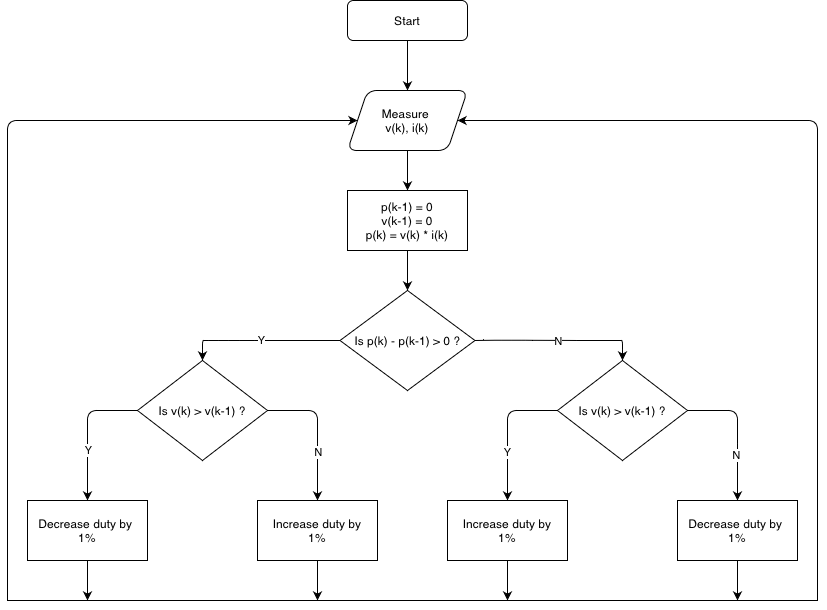 Start
Measure
v(k), i(k)
p(k-1) = 0
v(k-1) = 0
p(k) = v(k) * i(k)
Is p(k) - p(k-1) > 0 ?
Y
N
Is v(k) > v(k-1) ?
Is v(k) > v(k-1) ?
Y
N
Y
N
Decrease duty by
1%
Increase duty by
1%
Increase duty by
1%
Decrease duty by
1%